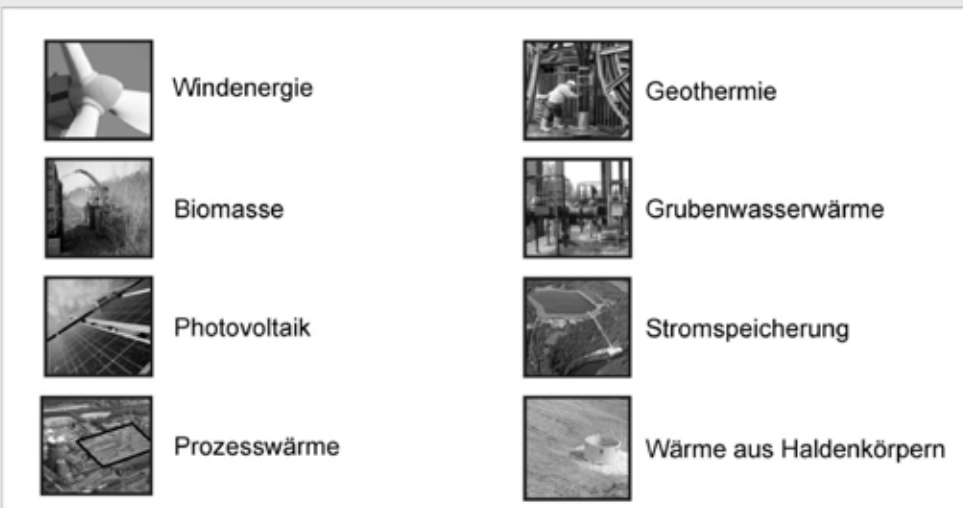 Windenergie
Biomasse
Photovoltaik
Prozesswärme
Geothermie
Grubenwasserwärme
Stromspeicherung
Wärme aus Haldenkörpern